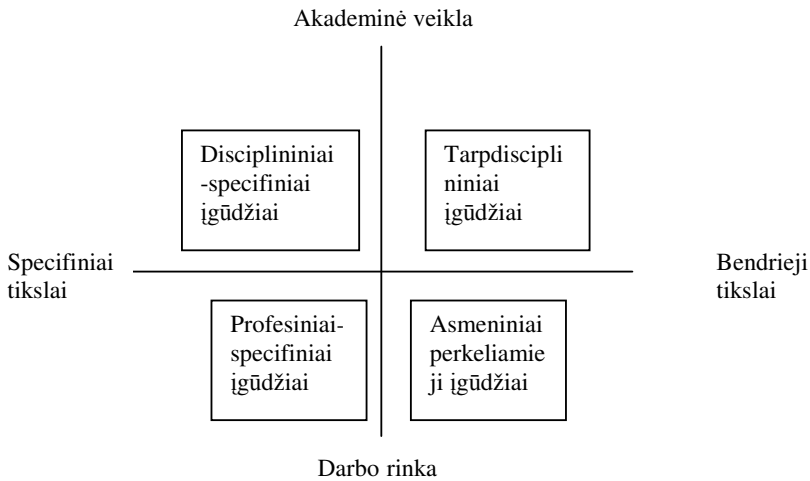 Akademinė veikla
Disciplininiai
-specifiniai
įgūdžiai
Tarpdiscipli
niniai
įgūdžiai
Specifiniai
tikslai
Bendrieji
tikslai
Profesiniai-
specifiniai
įgūdžiai
Asmeniniai
perkeliamie
ji įgūdžiai
Darbo rinka